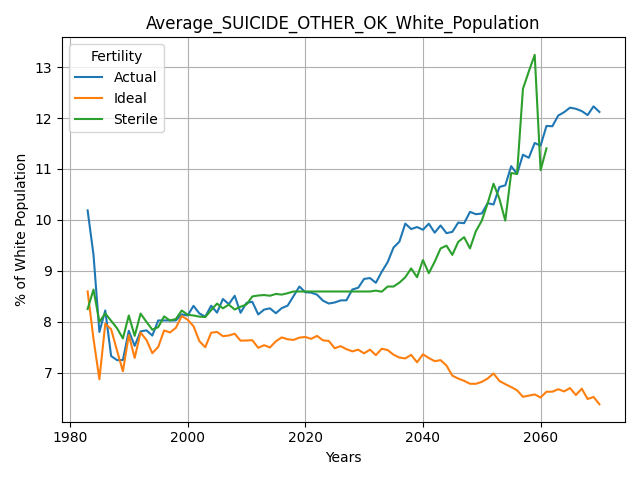 Average_SUICIDE_OTHER_OK_White_Population
Fertility
Actual
Ideal
Sterile
% of White Population
13
12
11
10
9
8
7
1980
2000
2020
2040
2060
Years